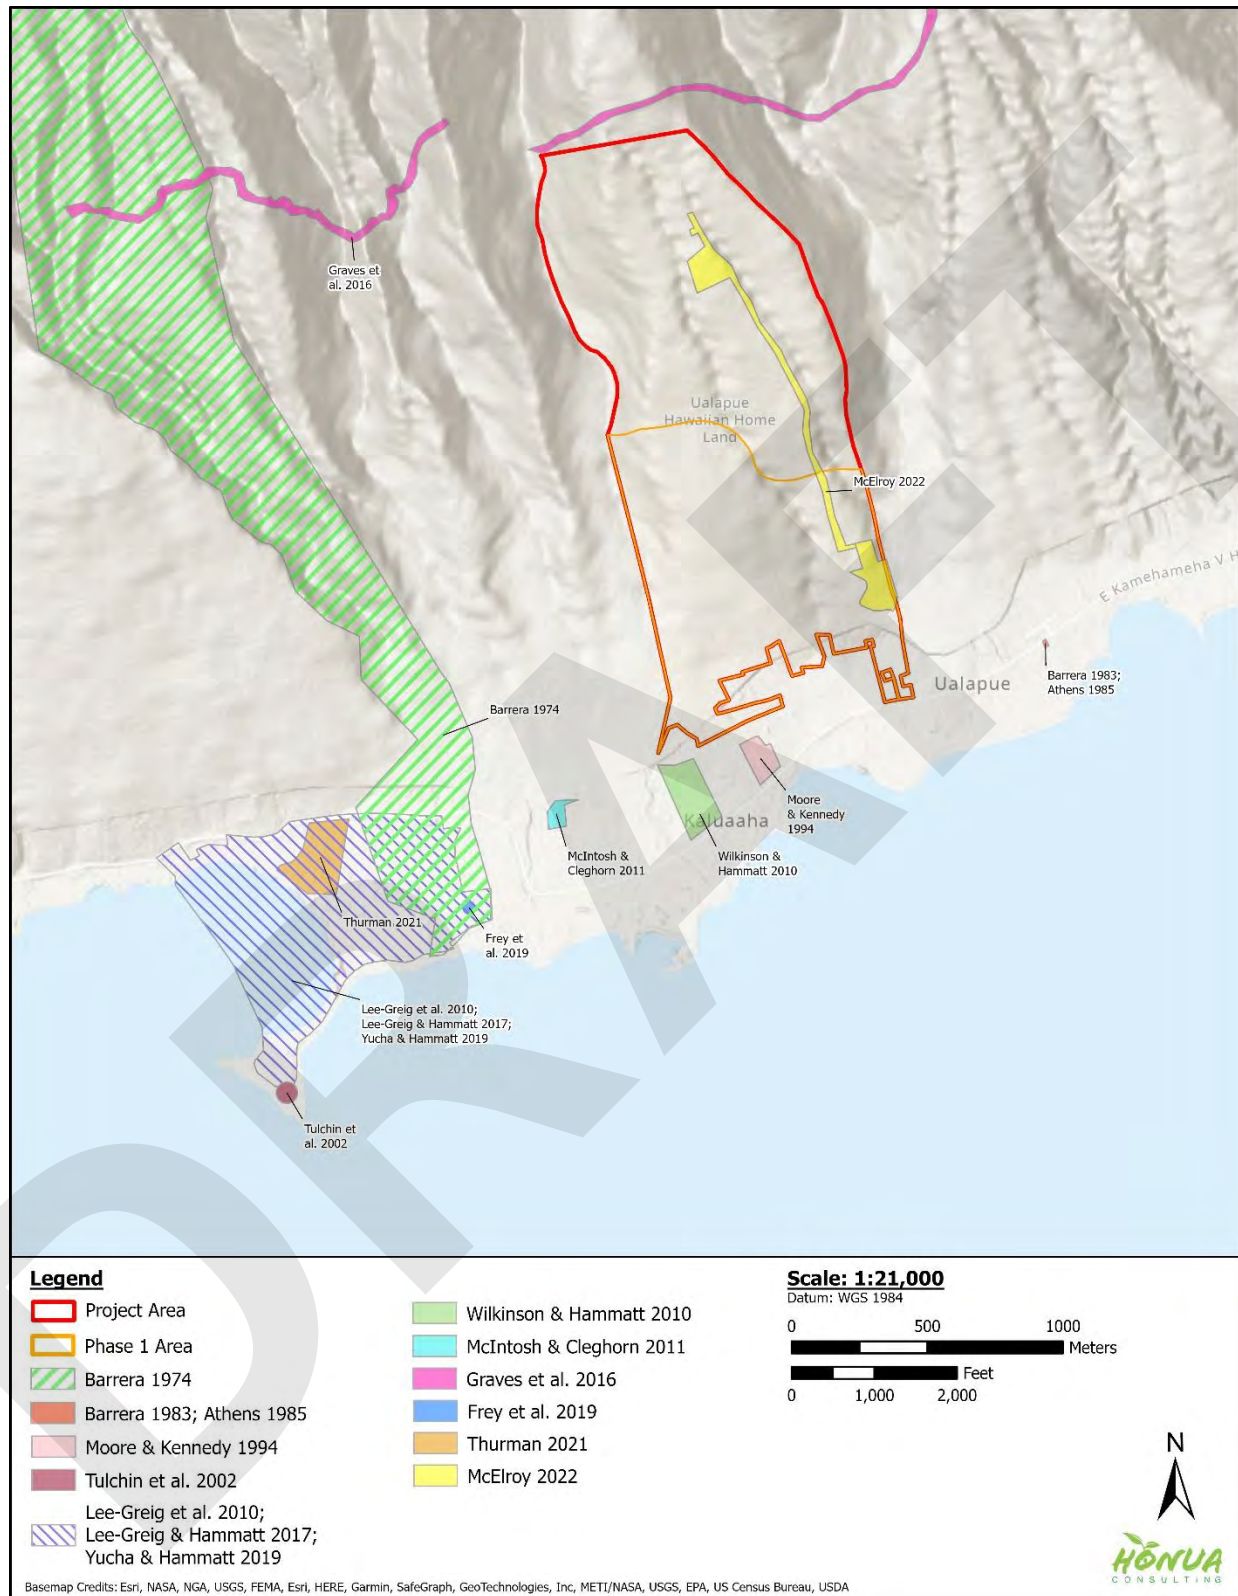 Graves et
al. 2016
Ualapue
Hawaiian Home
Land
McElroy 2022
E Kamehameha V H
Barrera 1983;
Athens 1985
Ualapue
Barrera 1974
Moore
& Kennedy
1994
Kaluaaha
McIntosh &
Cleghorn 2011
Wilkinson &
Hammatt 2010
Thurman 2021
Frey et
al. 2019
Lee-Greig et al. 2010;
Lee-Greig & Hammatt 2017;
Yucha & Hammatt 2019
Tulchin et
al. 2002
DRAFT
Legend
Project Area
Phase 1 Area
Barrera 1974
Barrera 1983; Athens 1985
Moore & Kennedy 1994
Tulchin et al. 2002
Lee-Greig et al. 2010;
Lee-Greig & Hammatt 2017;
Yucha & Hammatt 2019
Wilkinson & Hammatt 2010
McIntosh & Cleghorn 2011
Graves et al. 2016
Frey et al. 2019
Thurman 2021
McElroy 2022
Scale: 1:21,000
Datum: WGS 1984
0 500 1000
Meters
Feet
0 1,000 2,000
N
HONUA
CONSULTING
Basemap Credits: Esri, NASA, NGA, USGS, FEMA, Esri, HERE, Garmin, SafeGraph, GeoTechnologies, Inc, METI/NASA, USGS, EPA, US Census Bureau, USDA